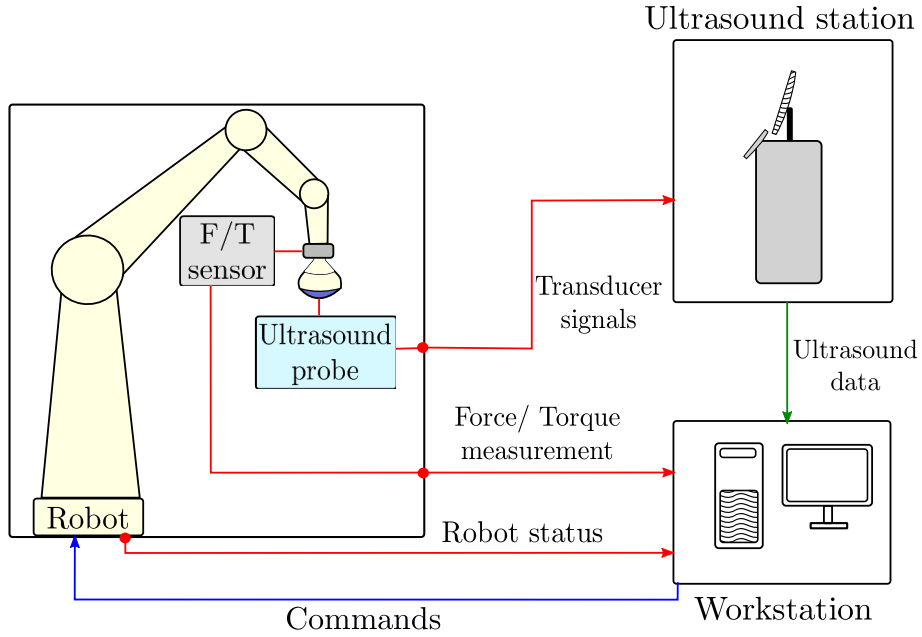 Ultrasound station
F/T
sensor
Transducer
signals
Ultrasound
probe
Ultrasound
data
Force/ Torque
measurement
Robot
Robot status
Workstation
Commands